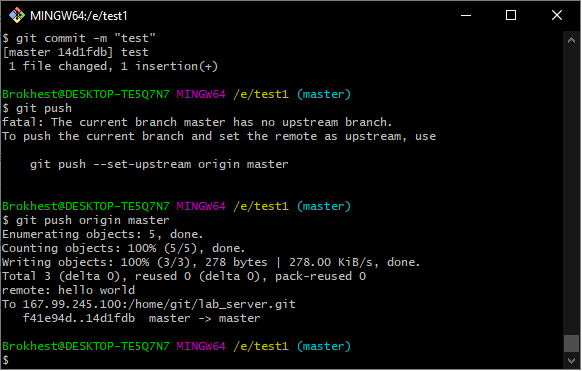 MINGW64:/e/test1
$ git commit -m "test"
[master 14d1fdb] test
 1 file changed, 1 insertion(+)
Brokhest@DESKTOP-TE5Q7N7 MINGW64 /e/test1 (master)
$ git push
fatal: The current branch master has no upstream branch.
To push the current branch and set the remote as upstream, use
    git push --set-upstream origin master
Brokhest@DESKTOP-TE5Q7N7 MINGW64 /e/test1 (master)
$ git push origin master
Enumerating objects: 5, done.
Counting objects: 100% (5/5), done.
Writing objects: 100% (3/3), 278 bytes | 278.00 KiB/s, done.
Total 3 (delta 0), reused 0 (delta 0), pack-reused 0
remote: hello world
To 167.99.245.100:/home/git/lab_server.git
   f41e94d..14d1fdb  master -> master
Brokhest@DESKTOP-TE5Q7N7 MINGW64 /e/test1 (master)
$